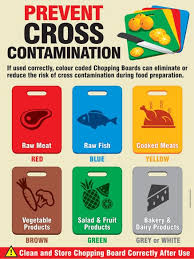 PREVENT
CROSS
CONTAMINATION
If used correctly, colour coded Chopping Boards can eliminate or
reduce the risk of cross contamination during food preparation.
Raw Meat
Raw Fish
Cooked Meats
RED
BLUE
YELLOW
Vegetable
Products
Salad & Fruit
Products
Bakery &
Dairy Products
BROWN
GREEN
GREY or WHITE
Clean and Store Chopping Board Correctly After Use